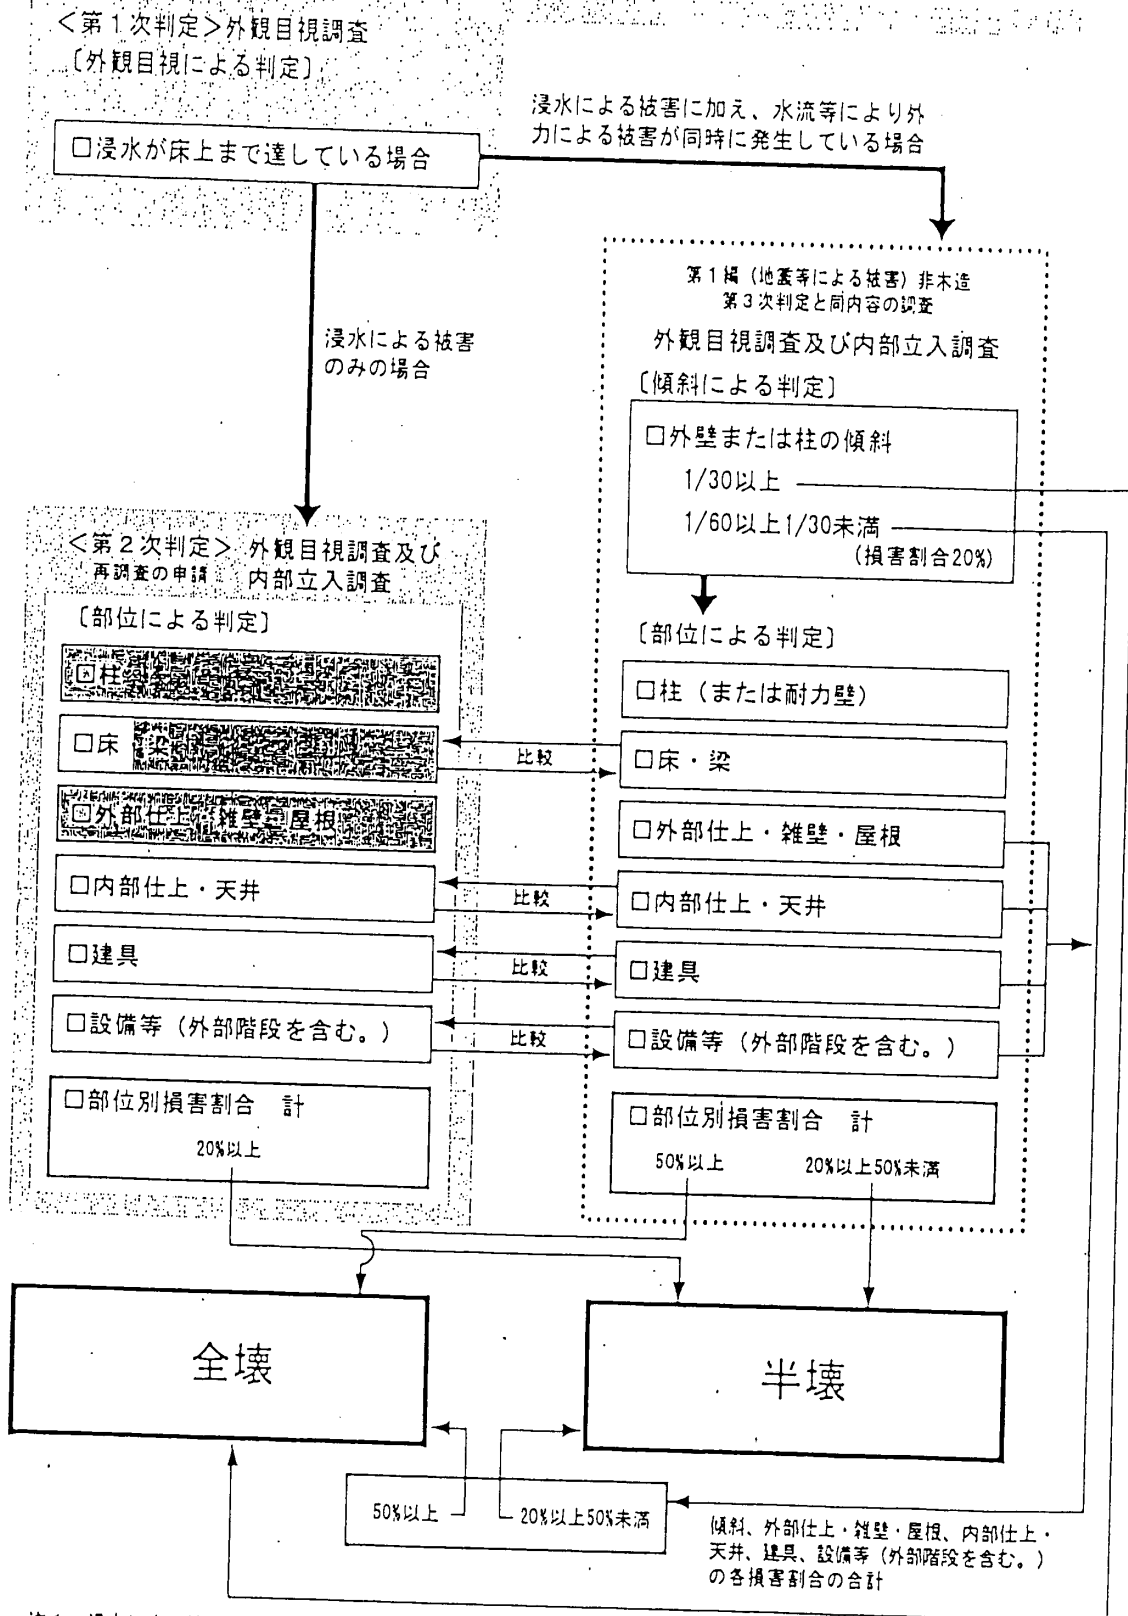 <第1次判定>外観目視調査
〔外観目視による判定〕
□浸水が床上まで達している場合
浸水による被害に加え、水流等により外
力による被害が同時に発生している場合
浸水による被害
のみの場合
第1編（地震等による被害）非木造
第3次判定と同内容の調査
外観目視調査及び内部立入調査
〔傾斜による判定〕
□外壁または柱の傾斜
1/30以上
1/60以上1/30未満
(損害割合20%)
<第2次判定> 外観目視調査及び
再調査の申請 内部立入調査
〔部位による判定〕
□柱
□床 梁
□外部仕上 雑壁 屋根
□内部仕上・天井
□建具
□設備等（外部階段を含む。）
□部位別損害割合 計
20%以上
〔部位による判定〕
□柱（または耐力壁）
□床・梁
□外部仕上・雑壁・屋根
□内部仕上・天井
□建具
□設備等（外部階段を含む。）
□部位別損害割合 計
50%以上 20%以上50%未満
比較
比較
比較
比較
全壊
半壊
50%以上
20%以上50%未満
傾斜、外部仕上・雑壁・屋根、内部仕上・
天井、建具、設備等（外部階段を含む。）
の各損害割合の合計